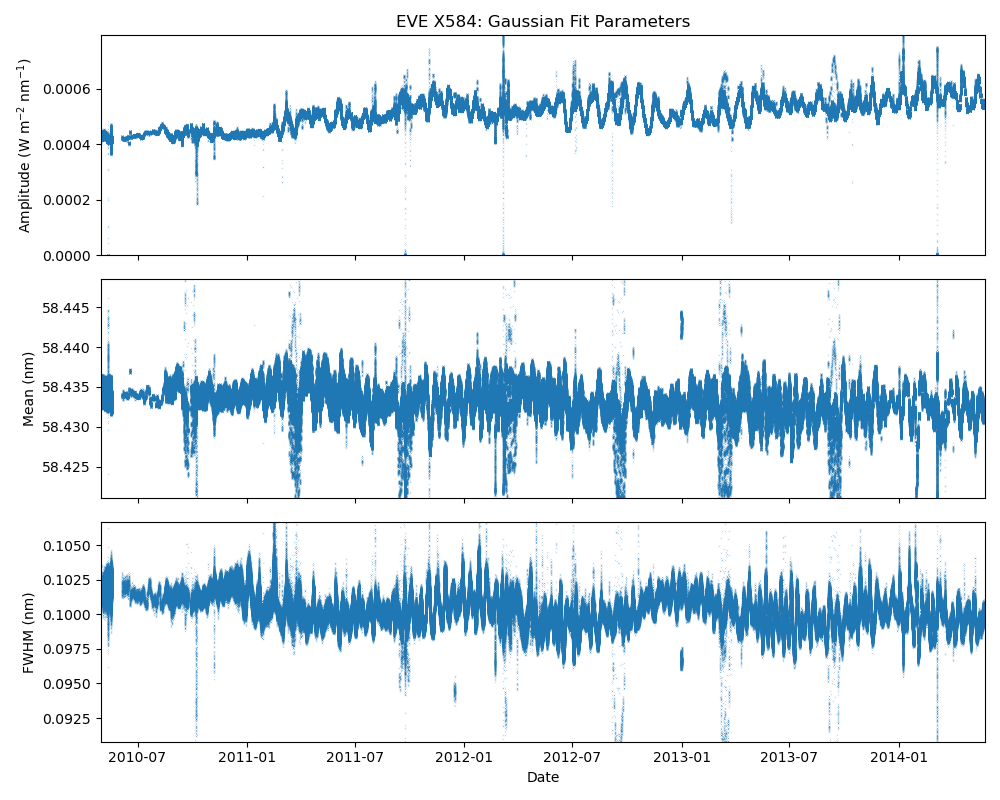 EVE X584: Gaussian Fit Parameters
Amplitude (W m⁻² nm⁻¹)
0.0006
0.0004
0.0002
0.0000
Mean (nm)
58.445
58.440
58.435
58.430
58.425
FWHM (nm)
0.1050
0.1025
0.1000
0.0975
0.0950
0.0925
2010-07 2011-01 2011-07 2012-01 2012-07 2013-01 2013-07 2014-01
Date